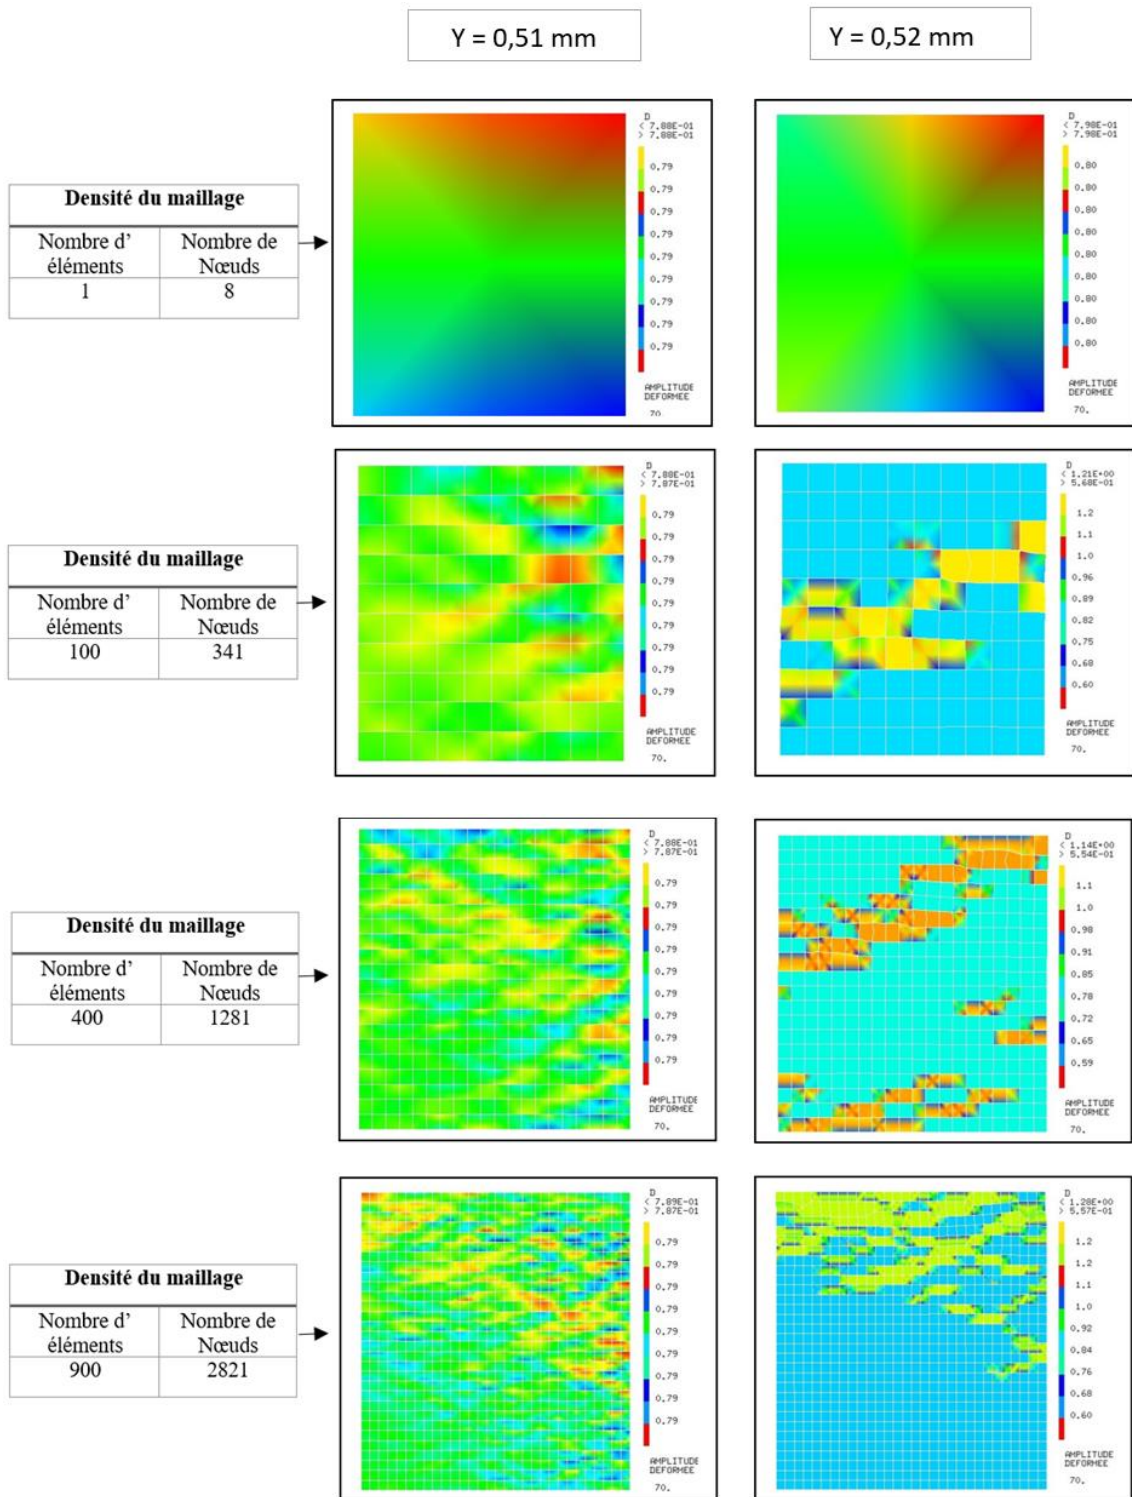 Y = 0,51 mm
Y = 0,52 mm
Densité du maillage
Nombre d’ éléments
Nombre de Nœuds
1
8
D
< 7.88E-01
> 7.88E-01
0.79
0.79
0.79
0.79
0.79
0.79
0.79
0.79
0.79
AMPLITUDE
DEFORMEE
70.
D
< 7.98E-01
> 7.98E-01
0.80
0.80
0.80
0.80
0.80
0.80
0.80
0.80
0.80
AMPLITUDE
DEFORMEE
70.
Densité du maillage
Nombre d’ éléments
Nombre de Nœuds
100
341
D
< 7.88E-01
> 7.87E-01
0.79
0.79
0.79
0.79
0.79
0.79
0.79
0.79
0.79
AMPLITUDE
DEFORMEE
70.
D
< 1.21E+00
> 5.68E-01
1.2
1.1
1.0
0.96
0.89
0.82
0.75
0.68
0.60
AMPLITUDE
DEFORMEE
70.
Densité du maillage
Nombre d’ éléments
Nombre de Nœuds
400
1281
D
< 7.88E-01
> 7.87E-01
0.79
0.79
0.79
0.79
0.79
0.79
0.79
0.79
0.79
AMPLITUDE
DEFORMEE
70.
D
< 1.14E+00
> 5.54E-01
1.1
1.0
0.98
0.91
0.85
0.78
0.72
0.65
0.59
AMPLITUDE
DEFORMEE
70.
Densité du maillage
Nombre d’ éléments
Nombre de Nœuds
900
2821
D
< 7.89E-01
> 7.87E-01
0.79
0.79
0.79
0.79
0.79
0.79
0.79
0.79
0.79
AMPLITUDE
DEFORMEE
70.
D
< 1.28E+00
> 5.57E-01
1.2
1.2
1.1
1.0
0.92
0.84
0.76
0.68
0.60
AMPLITUDE
DEFORMEE
70.